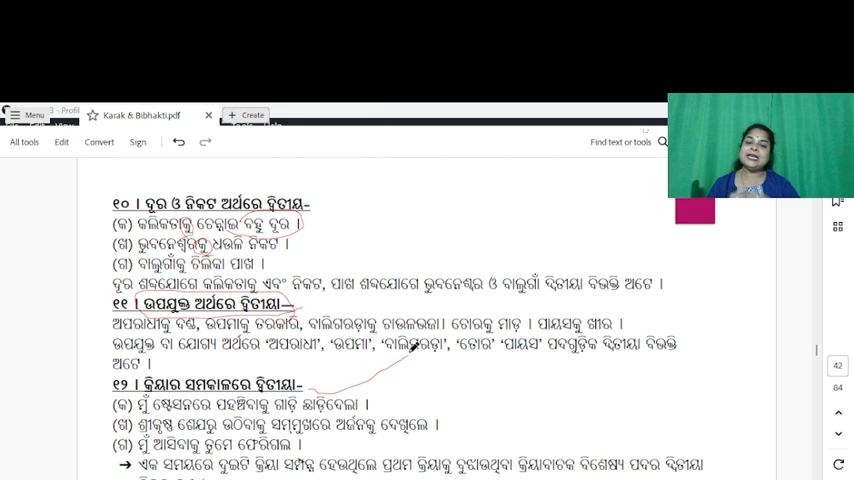 Menu
Karak & Bibhakti.pdf
Create
All tools Edit Convert Sign Find text or tools
୧୦ । ଦୂର ଓ ନିକଟ ଅର୍ଥରେ ଦ୍ୱିତୀୟ-
(କ) କଲିକତାକୁ ଚେନ୍ନାଇ ବହୁ ଦୂର ।
(ଖ) ଭୁବନେଶ୍ୱରକୁ ଧଉଳି ନିକଟ ।
(ଗ) ବାଲୁଗାଁକୁ ଚିଲିକା ପାଖ ।
ଦୂର ଶବ୍ଦଯୋଗେ କଲିକତାକୁ ଏବଂ ନିକଟ, ପାଖ ଶବ୍ଦଯୋଗେ ଭୁବନେଶ୍ୱର ଓ ବାଲୁଗାଁ ଦ୍ୱିତୀୟ ବିଭକ୍ତି ଅଟେ ।
୧୧ । ଉପଯୁକ୍ତ ଅର୍ଥରେ ଦ୍ୱିତୀୟା—
ଅପରାଧୀକୁ ଦଣ୍ଡ, ଉପମାକୁ ତରକାରି, ବାଲିଗରଡ଼ାକୁ ଚାଉଳଭଜା। ଚୋରକୁ ମାଡ଼ । ପାୟସକୁ ଖୀର ।
ଉପଯୁକ୍ତ ବା ଯୋଗ୍ୟ ଅର୍ଥରେ ‘ଅପରାଧୀ’, ‘ଉପମା’, ‘ବାଲିଗରଡ଼ା’, ‘ଚୋର’ ‘ପାୟସ’ ପଦଗୁଡ଼ିକ ଦ୍ୱିତୀୟ ବିଭକ୍ତି
ଅଟେ ।
୧୨ । କ୍ରିୟାର ସମକାଳରେ ଦ୍ୱିତୀୟା-
(କ) ମୁଁ ଷ୍ଟେସନରେ ପହଞ୍ଚିବାକୁ ଗାଡ଼ି ଛାଡ଼ିଦେଲା ।
(ଖ) ଶ୍ରୀକୃଷ୍ଣ ଶେଯରୁ ଉଠିବାକୁ ସମ୍ମୁଖରେ ଅର୍ଜନକୁ ଦେଖିଲେ ।
(ଗ) ମୁଁ ଆସିବାକୁ ତୁମେ ଫେରିଗଲ ।
➔ ଏକ ସମୟରେ ଦୁଇଟି କ୍ରିୟା ସମ୍ପନ୍ନ ହେଉଥିଲେ ପ୍ରଥମ କ୍ରିୟାକୁ ବୁଝାଉଥିବା କ୍ରିୟାବାଚକ ବିଶେଷ୍ୟ ପଦର ଦ୍ୱିତୀୟା
42
84